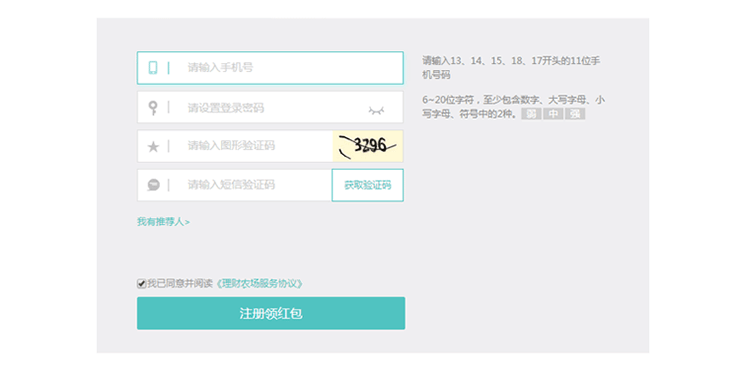 请输入手机号
请输入13、14、15、18、17开头的11位手
机号码
请设置登录密码
6~20位字符，至少包含数字、大写字母、小
写字母、符号中的2种。 弱 中 强
请输入图形验证码 3296
请输入短信验证码 获取验证码
我有推荐人>
我已同意并阅读《理财农场服务协议》
注册领红包